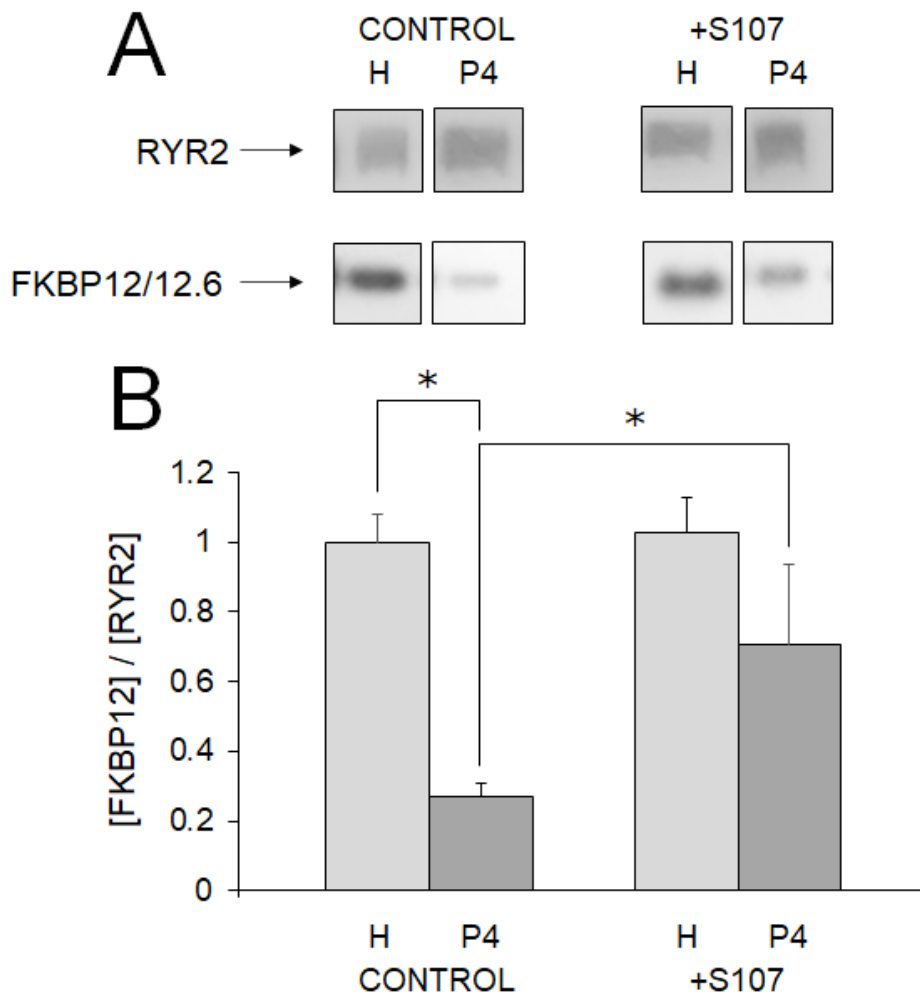 A
CONTROL +S107
H P4 H P4
RYR2
FKBP12/12.6
B
*
*
1.2
1
0.8
0.6
0.4
0.2
0
[FKBP12] / [RYR2]
H P4 H P4
CONTROL +S107